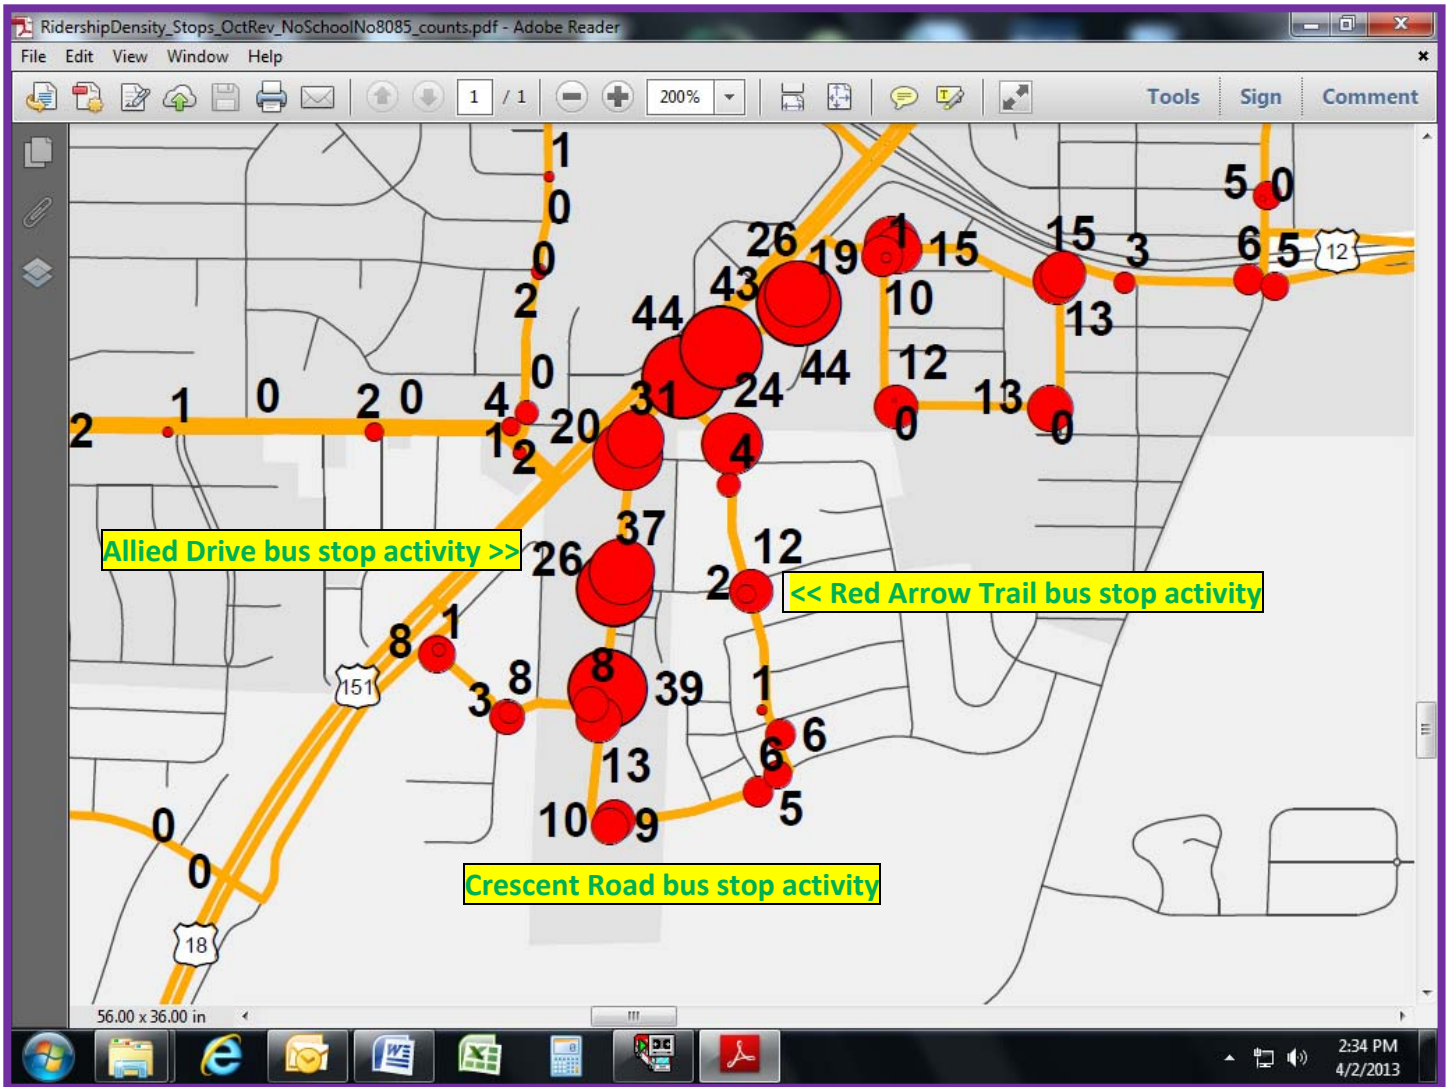 RidershipDensity_Stops_OctRev_NoSchoolNo8085_counts.pdf - Adobe Reader
File Edit View Window Help
1 / 1 200% Tools Sign Comment
1
0
5 0
26 1 15 3 6 5 12
19 15
0
43
2 44 10 13
0 44 12
1 0 2 0 4 31 24 13
2 20 0 0
1 2 4
37 12
Allied Drive bus stop activity >> 26
2 << Red Arrow Trail bus stop activity
8 1
151 3 8 8 39 1
6 6
13
5
0 10 9
0
Crescent Road bus stop activity
18
56.00 x 36.00 in
2:34 PM
4/2/2013